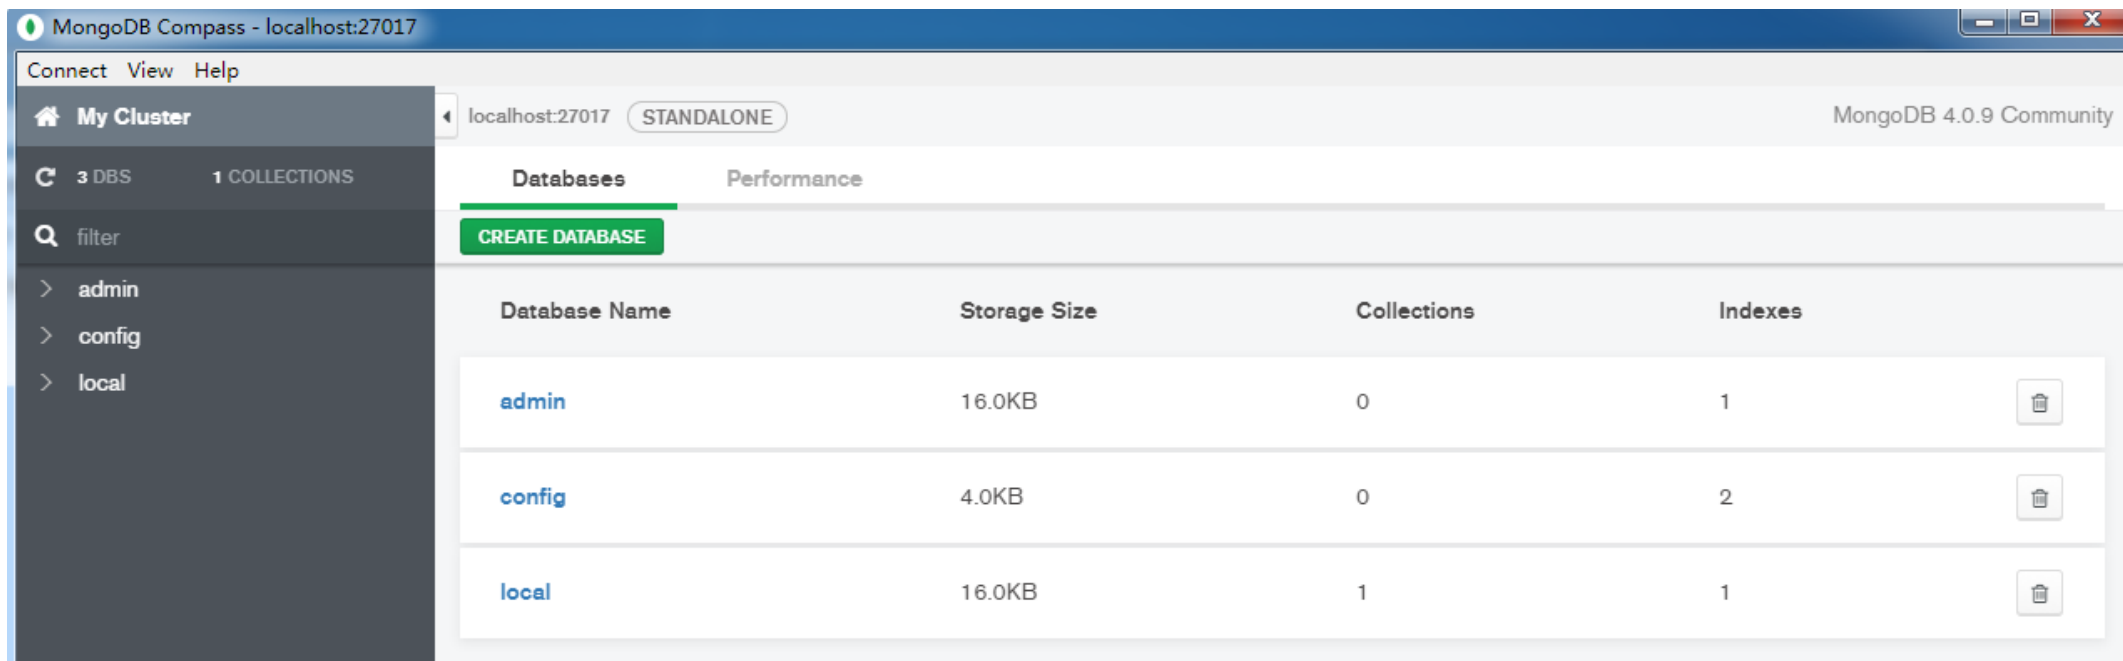 MongoDB Compass - localhost:27017
Connect View Help
My Cluster
localhost:27017 STANDALONE
MongoDB 4.0.9 Community
3 DBS 1 COLLECTIONS
Databases Performance
filter
CREATE DATABASE
admin
config
local
Database Name Storage Size Collections Indexes
admin 16.0KB 0 1
config 4.0KB 0 2
local 16.0KB 1 1